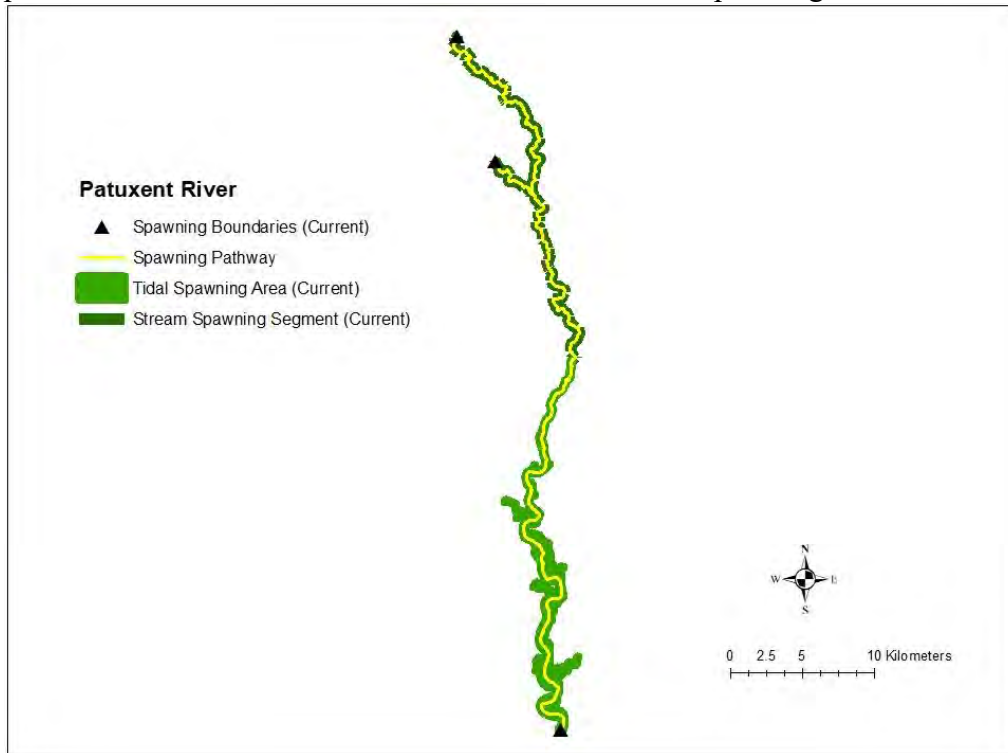 Patuxent River
Spawning Boundaries (Current)
Spawning Pathway
Tidal Spawning Area (Current)
Stream Spawning Segment (Current)
N
W E
S
0 2.5 5 10 Kilometers